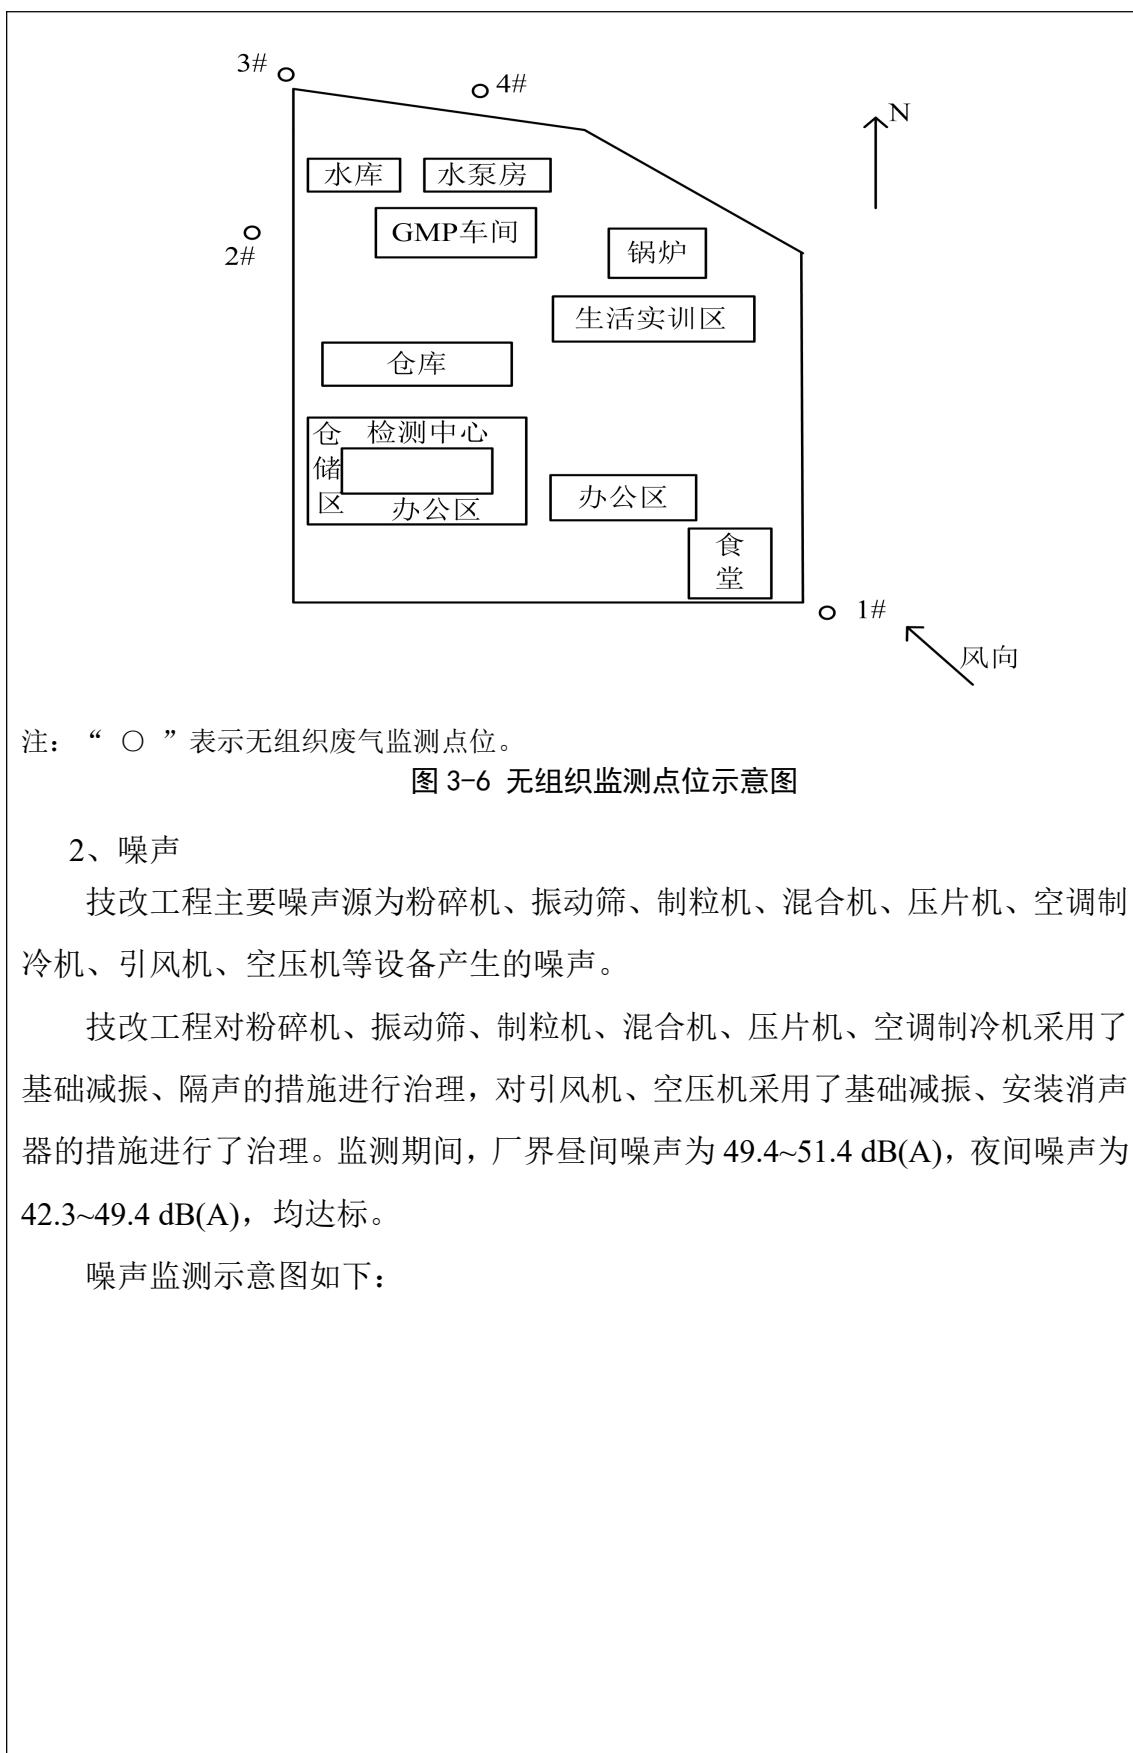 3#
4#
N
水库
水泵房
GMP车间
2#
锅炉
生活实训区
仓库
仓储区
检测中心
办公区
办公区
食堂
1#
风向
注：“ ○ ”表示无组织废气监测点位。
图 3-6 无组织监测点位示意图
2、噪声
技改工程主要噪声源为粉碎机、振动筛、制粒机、混合机、压片机、空调制
冷机、引风机、空压机等设备产生的噪声。
技改工程对粉碎机、振动筛、制粒机、混合机、压片机、空调制冷机采用了
基础减振、隔声的措施进行治理，对引风机、空压机采用了基础减振、安装消声
器的措施进行了治理。监测期间，厂界昼间噪声为 49.4~51.4 dB(A)，夜间噪声为
42.3~49.4 dB(A)，均达标。
噪声监测示意图如下：